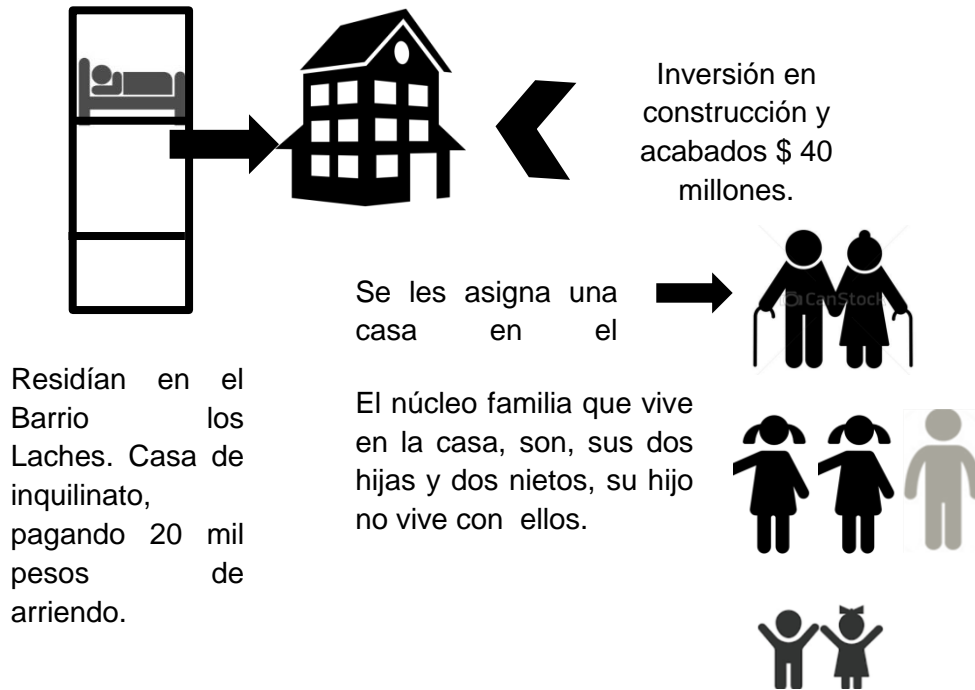 Inversión en
construcción y
acabados $ 40
millones.
Se les asigna una
casa en el
CanStock
Residían en el
Barrio los
Laches. Casa de
inquilinato,
pagando 20 mil
pesos de
arriendo.
El núcleo familia que vive
en la casa, son, sus dos
hijas y dos nietos, su hijo
no vive con ellos.